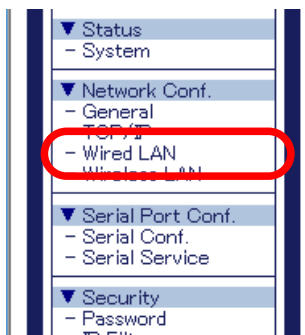 ▼ Status
- System
▼ Network Conf.
- General
- TCP/IP
- Wired LAN
- Wireless LAN
▼ Serial Port Conf.
- Serial Conf.
- Serial Service
▼ Security
- Password